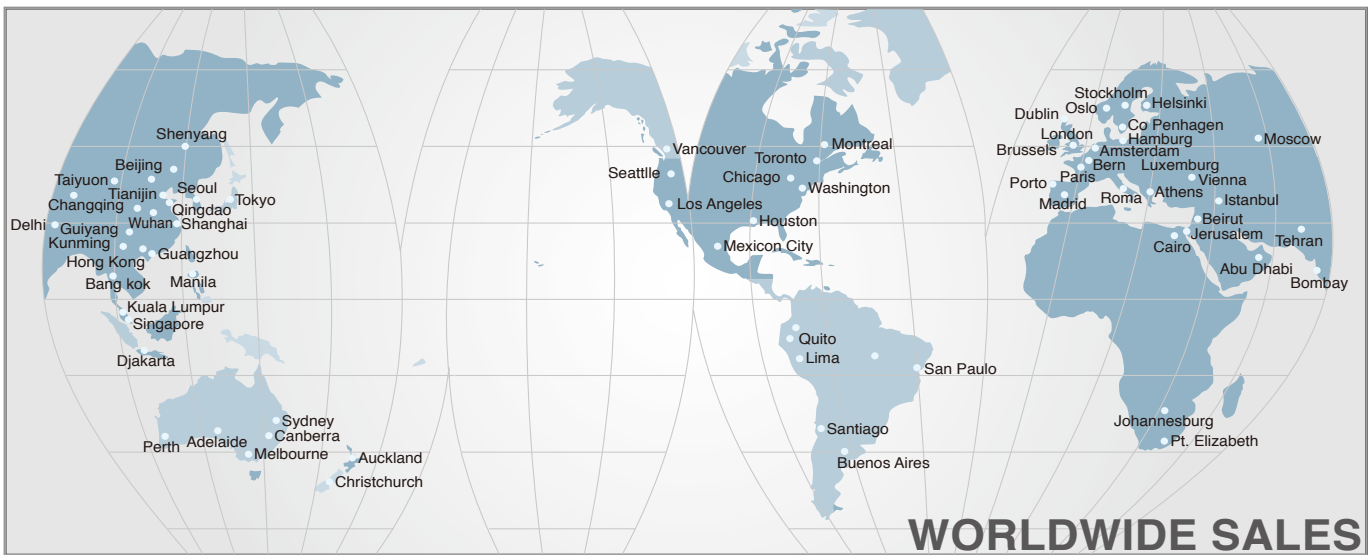 Shenyang
Beijing
Taiyuon
Tianijin
Seoul
Changqing
Qingdao
Tokyo
Delhi
Guiyang
Wuhan
Shanghai
Kunming
Hong Kong
Guangzhou
Bang kok
Manila
Kuala Lumpur
Singapore
Djakarta
Sydney
Adelaide
Canberra
Perth
Melbourne
Auckland
Christchurch
Vancouver
Seattlle
Los Angeles
Montreal
Toronto
Chicago
Washington
Houston
Mexicon City
Quito
Lima
San Paulo
Santiago
Buenos Aires
Stockholm
Oslo
Helsinki
Dublin
London
Co Penhagen
Hamburg
Brussels
Amsterdam
Moscow
Bern
Luxemburg
Paris
Vienna
Porto
Madrid
Roma
Athens
Istanbul
Beirut
Jerusalem
Cairo
Tehran
Abu Dhabi
Bombay
Johannesburg
Pt. Elizabeth
WORLDWIDE SALES